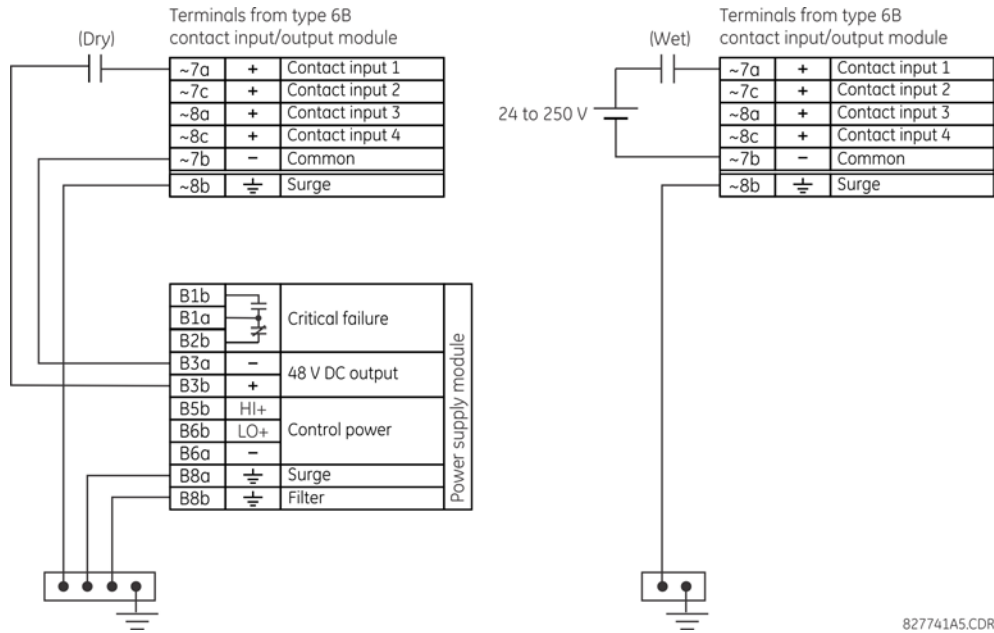 Terminals from type 6B
contact input/output module
(Dry)
~7a + Contact input 1
~7c + Contact input 2
~8a + Contact input 3
~8c + Contact input 4
~7b − Common
~8b Surge
B1b
B1a Critical failure
B2b
B3a −
48 V DC output
B3b +
B5b HI+
B6b LO+ Control power
B6a −
B8a Surge
B8b Filter
Power supply module
Terminals from type 6B
contact input/output module
(Wet)
24 to 250 V
~7a + Contact input 1
~7c + Contact input 2
~8a + Contact input 3
~8c + Contact input 4
~7b − Common
~8b Surge
827741A5.CDR